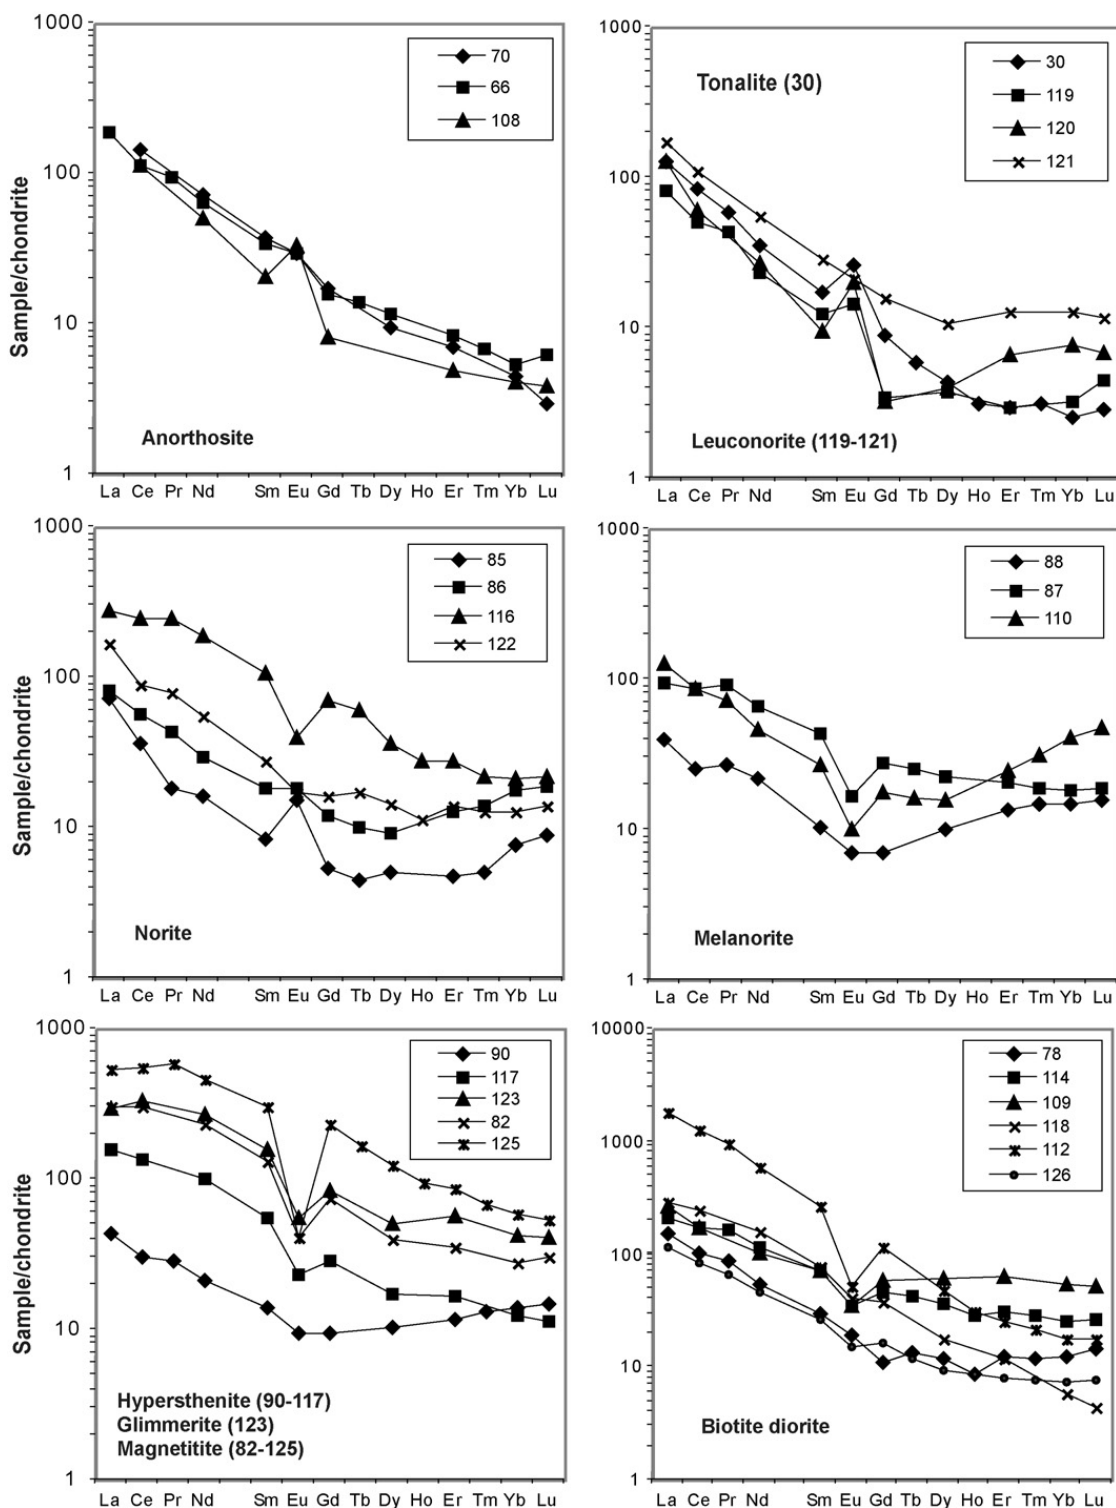 1000
100
10
1
Sample/chondrite
70
66
108
Anorthosite
La Ce Pr Nd Sm Eu Gd Tb Dy Ho Er Tm Yb Lu
1000
100
10
1
Tonalite (30)
30
119
120
121
Leuconorite (119-121)
La Ce Pr Nd Sm Eu Gd Tb Dy Ho Er Tm Yb Lu
1000
100
10
1
Sample/chondrite
85
86
116
122
Norite
La Ce Pr Nd Sm Eu Gd Tb Dy Ho Er Tm Yb Lu
1000
100
10
1
88
87
110
Melanorite
La Ce Pr Nd Sm Eu Gd Tb Dy Ho Er Tm Yb Lu
1000
100
10
1
Sample/chondrite
90
117
123
82
125
Hypersthenite (90-117)
Glimmerite (123)
Magnetitite (82-125)
La Ce Pr Nd Sm Eu Gd Tb Dy Ho Er Tm Yb Lu
10000
1000
100
10
1
78
114
109
118
112
126
Biotite diorite
La Ce Pr Nd Sm Eu Gd Tb Dy Ho Er Tm Yb Lu